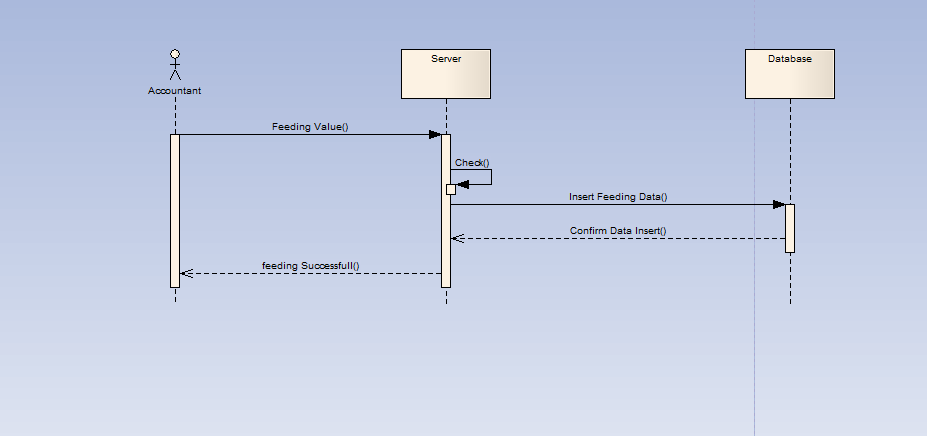 Server
Database
Accountant
Feeding Value()
Check()
Insert Feeding Data()
Confirm Data Insert()
feeding Successfull()